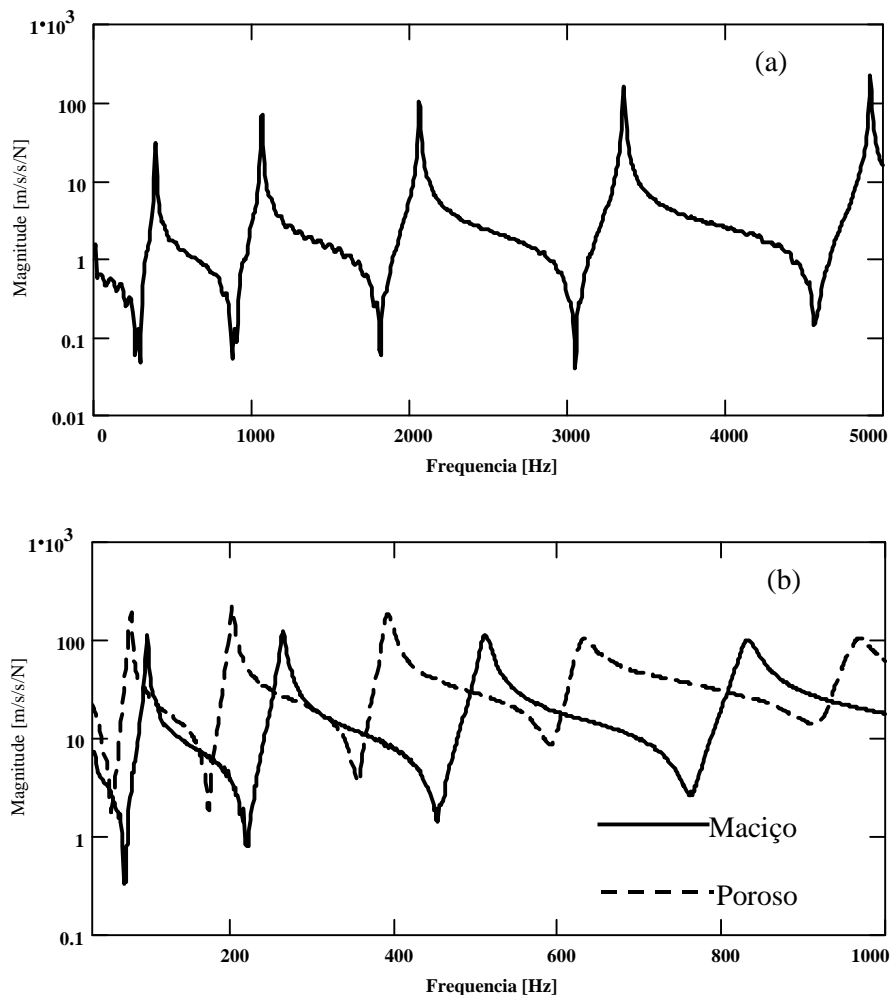 1•10³
(a)
100
10
1
0.1
0.01
Magnitude [m/s/s/N]
0 1000 2000 3000 4000 5000
Frequencia [Hz]
1•10³
(b)
100
10
1
0.1
Magnitude [m/s/s/N]
Maciço
Poroso
200 400 600 800 1000
Frequencia [Hz]